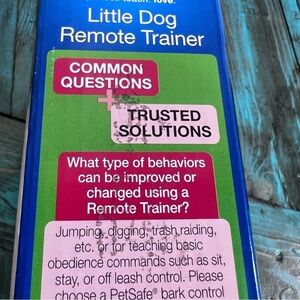 teach. love.
Little Dog
Remote Trainer
COMMON
QUESTIONS
+
TRUSTED
SOLUTIONS
What type of behaviors
can be improved or
changed using a
Remote Trainer?
Jumping, digging, trash raiding,
etc. or for teaching basic
obedience commands such as sit,
stay, or off leash control. Please
choose a PetSafe® bark control